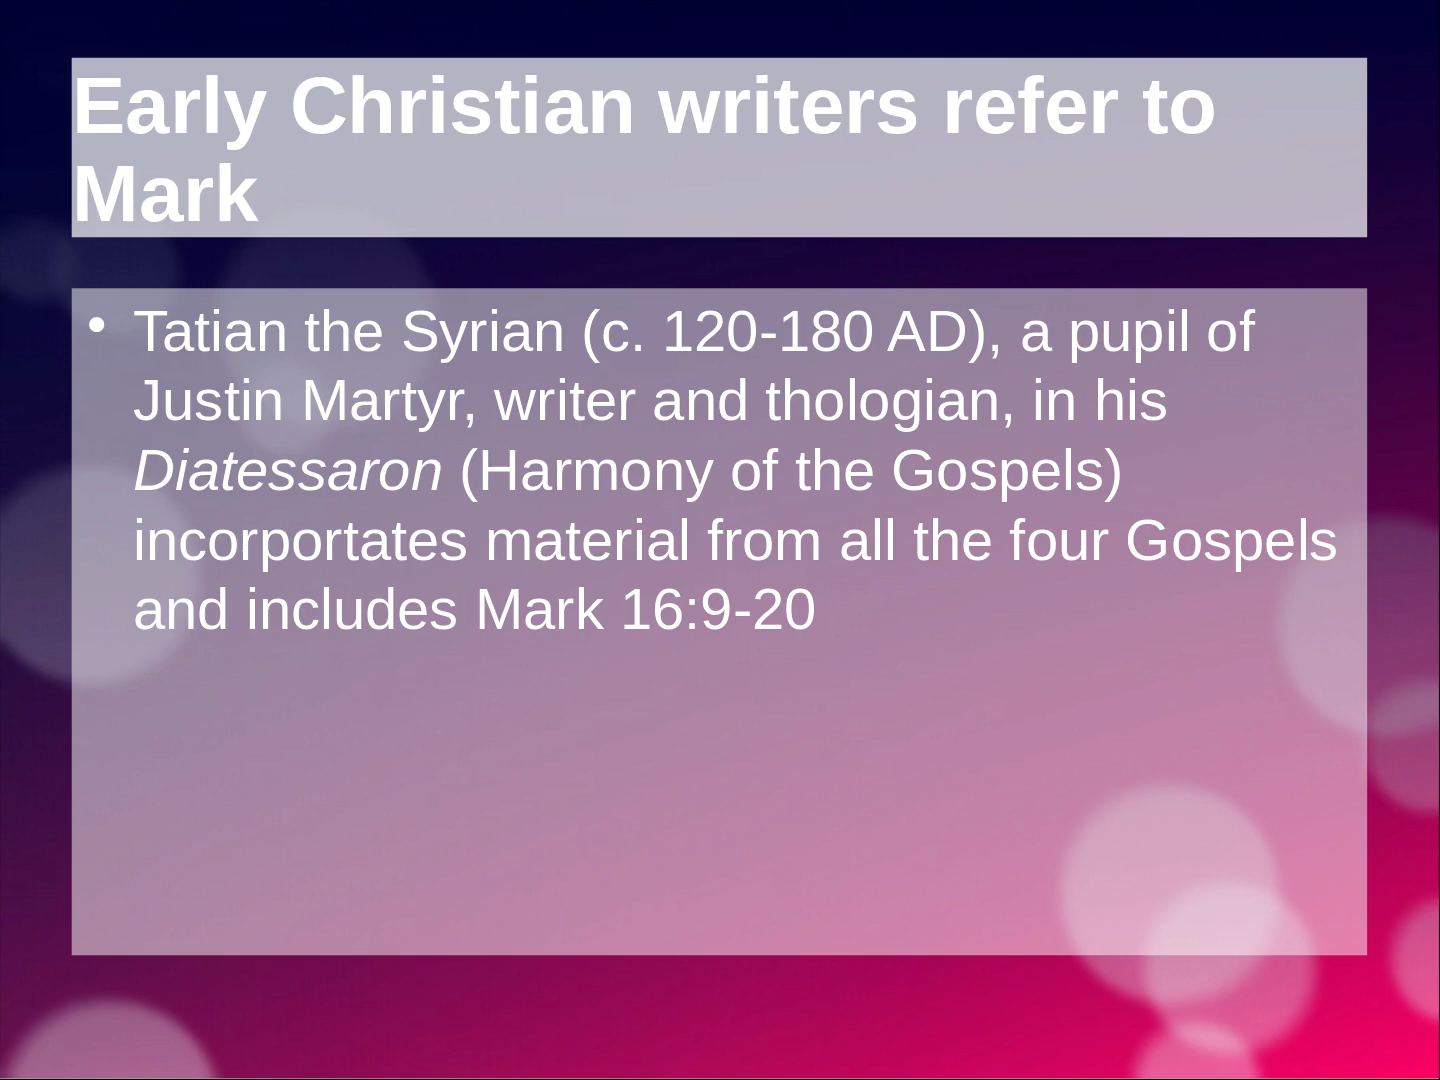 Early Christian writers refer to
Mark
• Tatian the Syrian (c. 120-180 AD), a pupil of
Justin Martyr, writer and thologian, in his
Diatessaron (Harmony of the Gospels)
incorportates material from all the four Gospels
and includes Mark 16:9-20